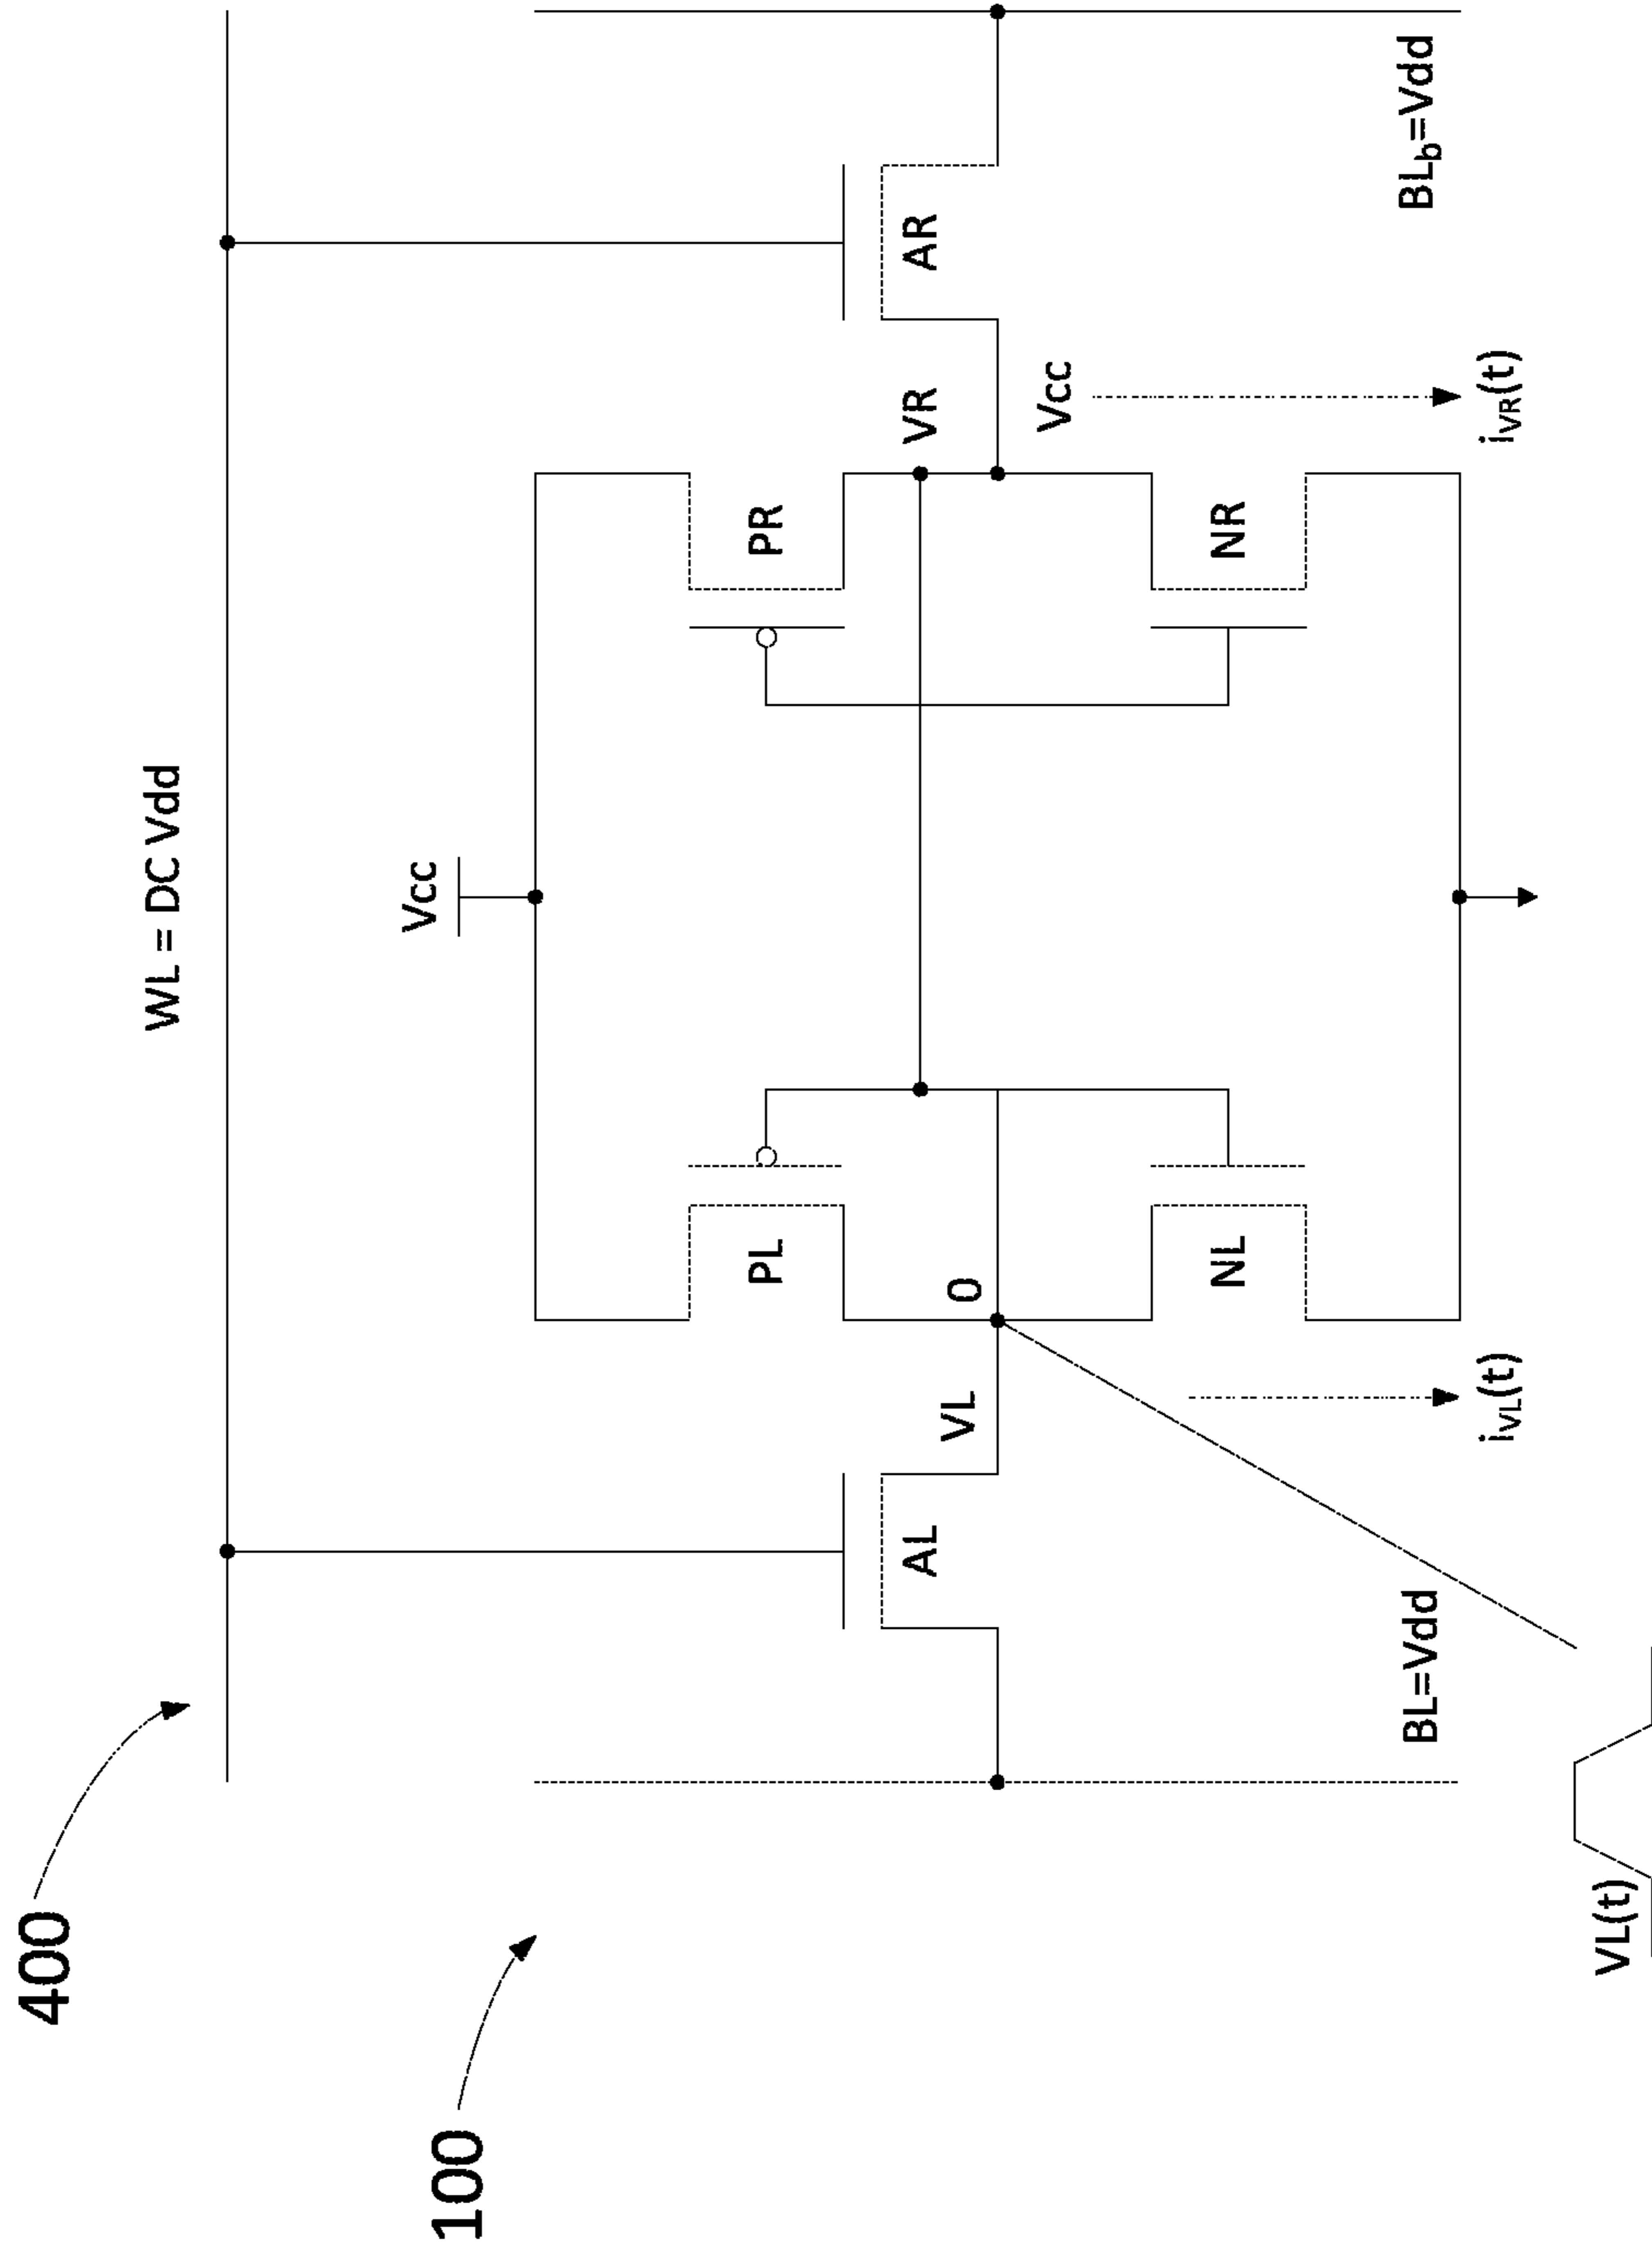 400
WL = DC Vdd
100
Vcc
PL
PR
AL
AR
VL
0
VR
Vcc
NL
NR
BL=Vdd
BLb=Vdd
iVL(t)
iVR(t)
VL(t)